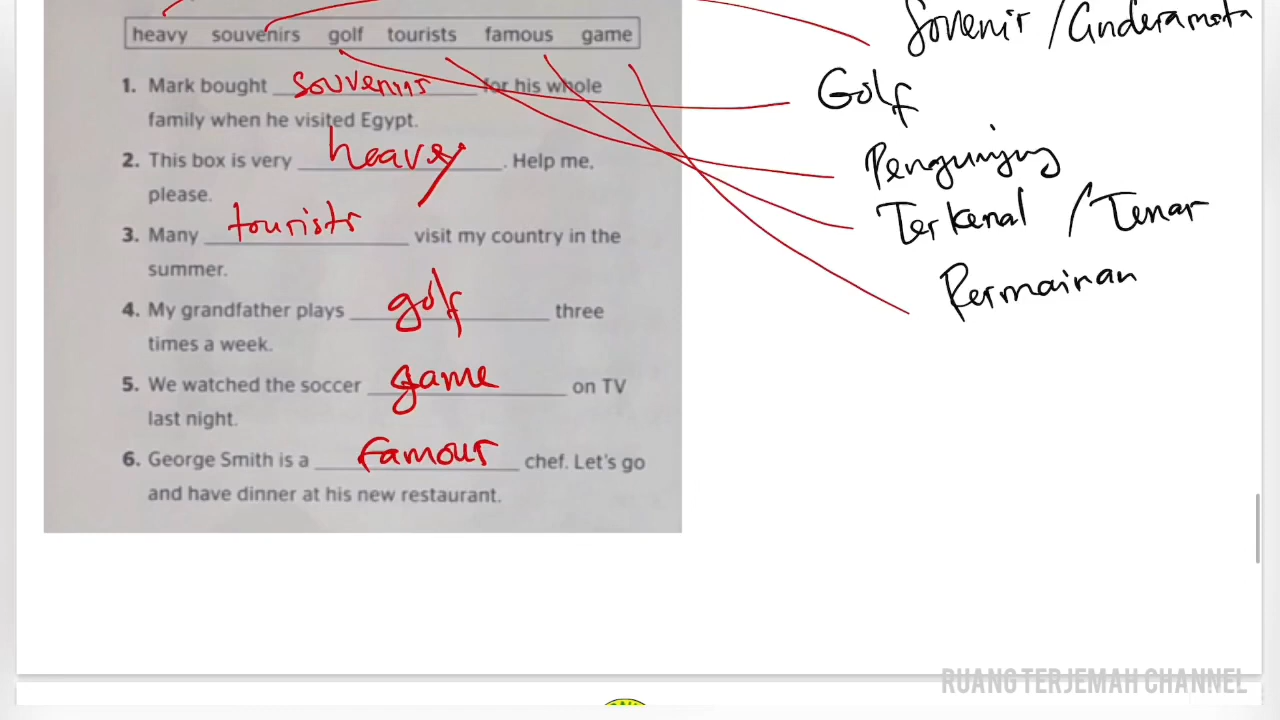 Sovenir / Cinderamata
heavy souvenirs golf tourists famous game
1. Mark bought souvenirs for his whole
family when he visited Egypt.
Golf
2. This box is very heavy. Help me,
please.
Pengunjung
3. Many tourists visit my country in the
summer.
Terkenal / Tenar
4. My grandfather plays golf three
times a week.
Permainan
5. We watched the soccer game on TV
last night.
6. George Smith is a famous chef. Let's go
and have dinner at his new restaurant.
RUANG TERJEMAH CHANNEL